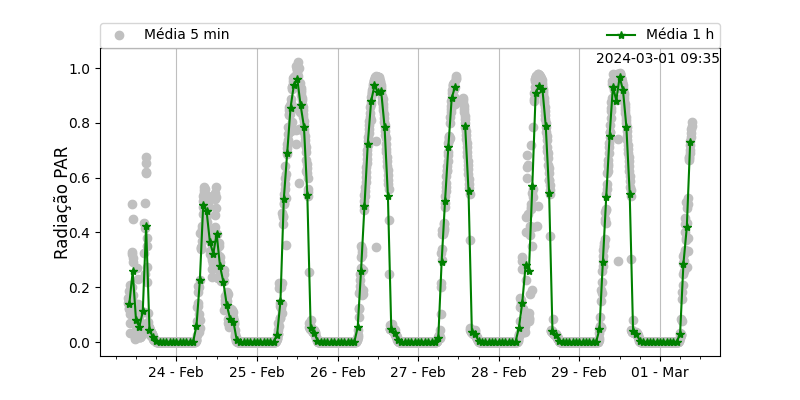 Média 5 min
Média 1 h
2024-03-01 09:35
Radiação PAR
1.0
0.8
0.6
0.4
0.2
0.0
24 - Feb
25 - Feb
26 - Feb
27 - Feb
28 - Feb
29 - Feb
01 - Mar